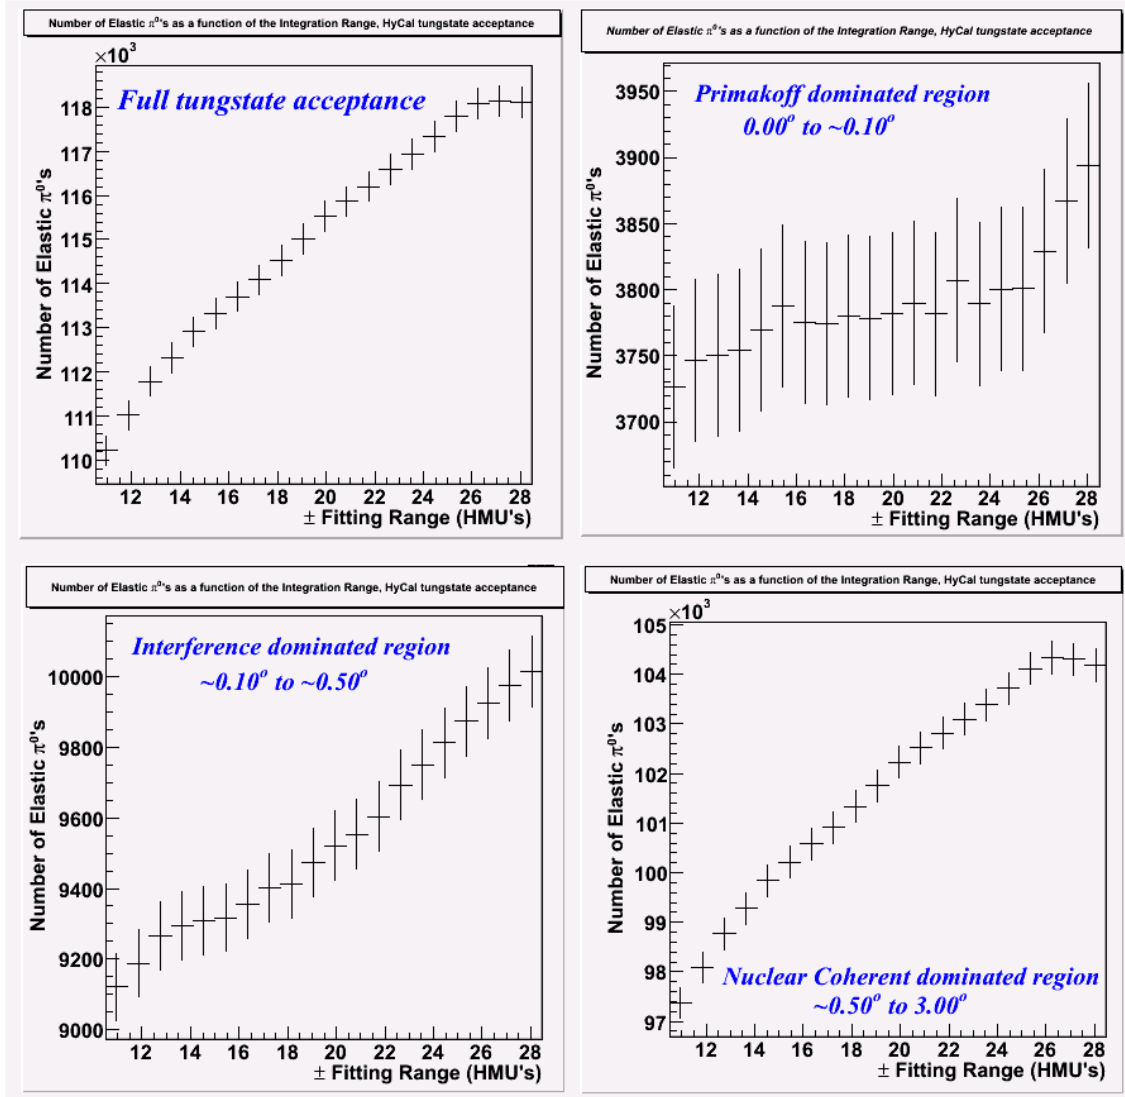 Number of Elastic π⁰'s as a function of the Integration Range, HyCal tungstate acceptance
×10³
Full tungstate acceptance
118
117
116
115
114
113
112
111
110
Number of Elastic π⁰'s
12 14 16 18 20 22 24 26 28
± Fitting Range (HMU's)
Number of Elastic π⁰'s as a function of the Integration Range, HyCal tungstate acceptance
Primakoff dominated region
0.00° to ~0.10°
3950
3900
3850
3800
3750
3700
Number of Elastic π⁰'s
12 14 16 18 20 22 24 26 28
± Fitting Range (HMU's)
Number of Elastic π⁰'s as a function of the Integration Range, HyCal tungstate acceptance
Interference dominated region
~0.10° to ~0.50°
10000
9800
9600
9400
9200
9000
Number of Elastic π⁰'s
12 14 16 18 20 22 24 26 28
± Fitting Range (HMU's)
Number of Elastic π⁰'s as a function of the Integration Range, HyCal tungstate acceptance
×10³
105
104
103
102
101
100
99
98
97
Number of Elastic π⁰'s
Nuclear Coherent dominated region
~0.50° to 3.00°
12 14 16 18 20 22 24 26 28
± Fitting Range (HMU's)